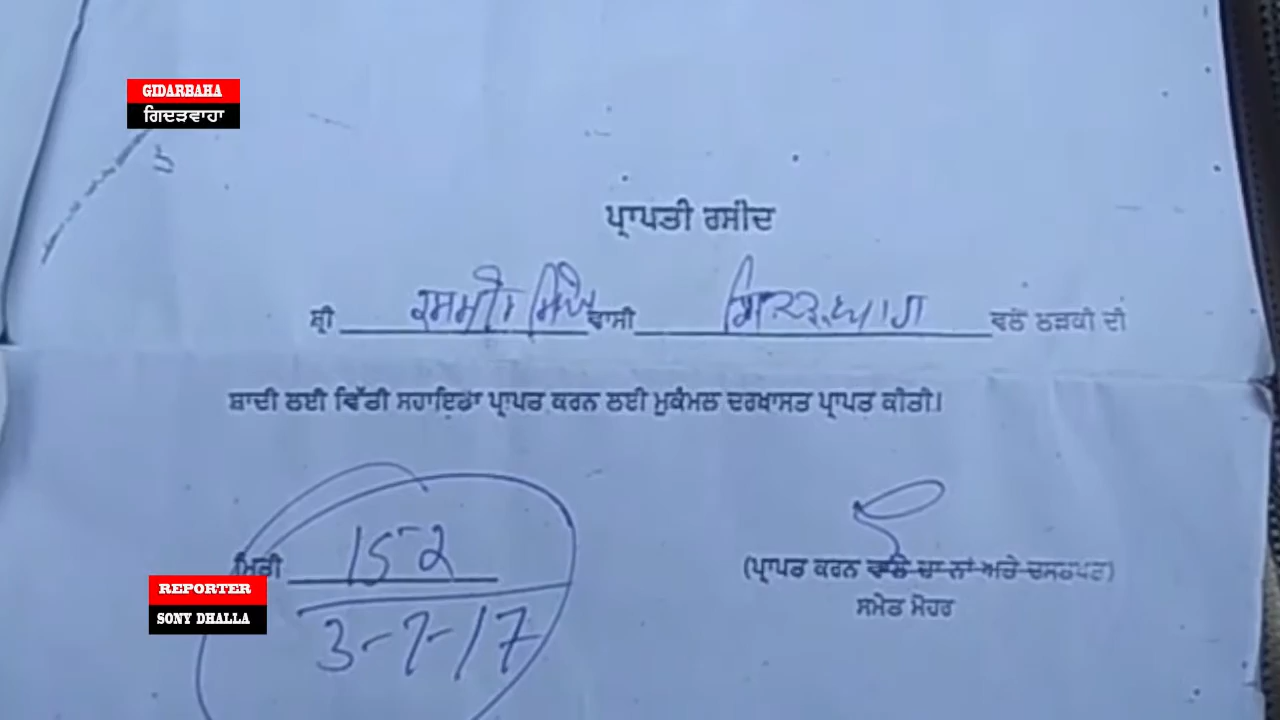 GIDARBAHA
ਗਿਦੜਵਾਹਾ
ਪ੍ਰਾਪਤੀ ਰਸੀਦ
ਸ਼੍ਰੀ ਸਿੰਘ ਵਾਸੀ ਵਲੋਂ ਲੜਕੀ ਦੀ
ਸ਼ਾਦੀ ਲਈ ਵਿੱਤੀ ਸਹਾਇਤਾ ਪ੍ਰਾਪਤ ਕਰਨ ਲਈ ਮੁਕੰਮਲ ਦਰਖਾਸਤ ਪ੍ਰਾਪਤ ਕੀਤੀ।
ਮਿਤੀ 152
3-7-17
(ਪ੍ਰਾਪਤ ਕਰਨ ਵਾਲੇ ਦਾ ਨਾਂ ਅਤੇ ਦਸਤਖਤ)
ਸਮੇਤ ਮੋਹਰ
REPORTER
SONY DHALLA